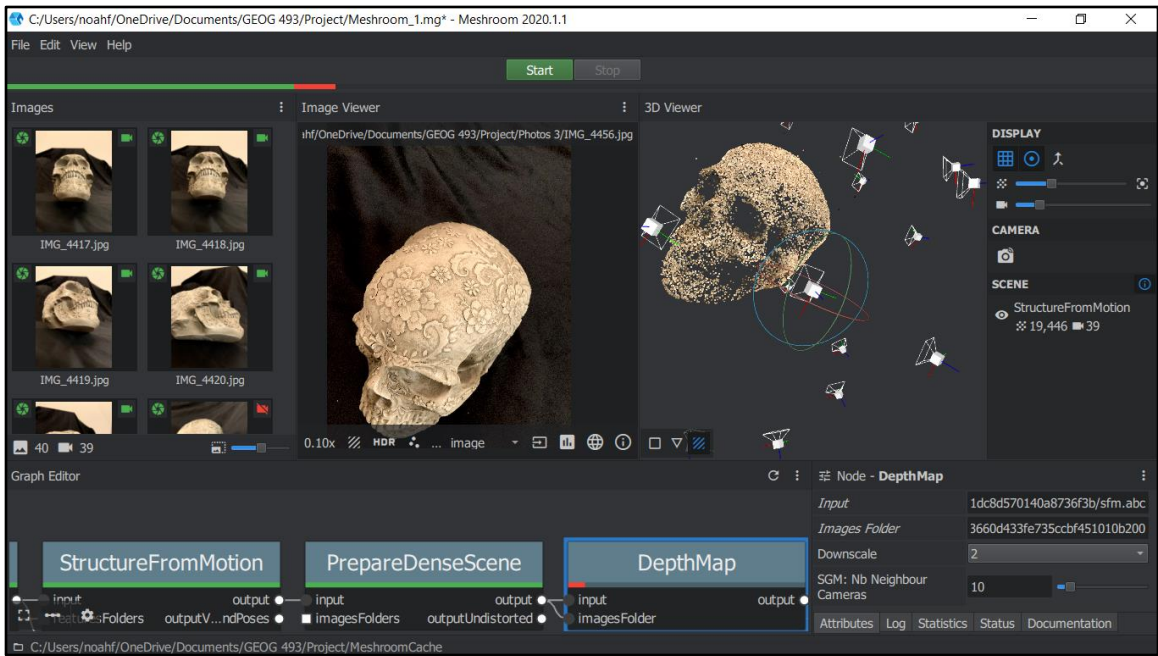 C:/Users/noahf/OneDrive/Documents/GEOG 493/Project/Meshroom_1.mg* - Meshroom 2020.1.1
File Edit View Help
Start Stop
Images
Image Viewer
3D Viewer
ahf/OneDrive/Documents/GEOG 493/Project/Photos 3/IMG_4456.jpg
IMG_4417.jpg
IMG_4418.jpg
IMG_4419.jpg
IMG_4420.jpg
40 39
0.10x HDR ... image
DISPLAY
CAMERA
SCENE
StructureFromMotion
19,446 39
Graph Editor
StructureFromMotion
input output
featuresFolders outputV...ndPoses
PrepareDenseScene
input output
imagesFolders outputUndistorted
DepthMap
input output
imagesFolder
Node - DepthMap
Input 1dc8d570140a8736f3b/sfm.abc
Images Folder 3660d433fe735ccbf451010b200
Downscale 2
SGM: Nb Neighbour
Cameras 10
Attributes Log Statistics Status Documentation
C:/Users/noahf/OneDrive/Documents/GEOG 493/Project/MeshroomCache